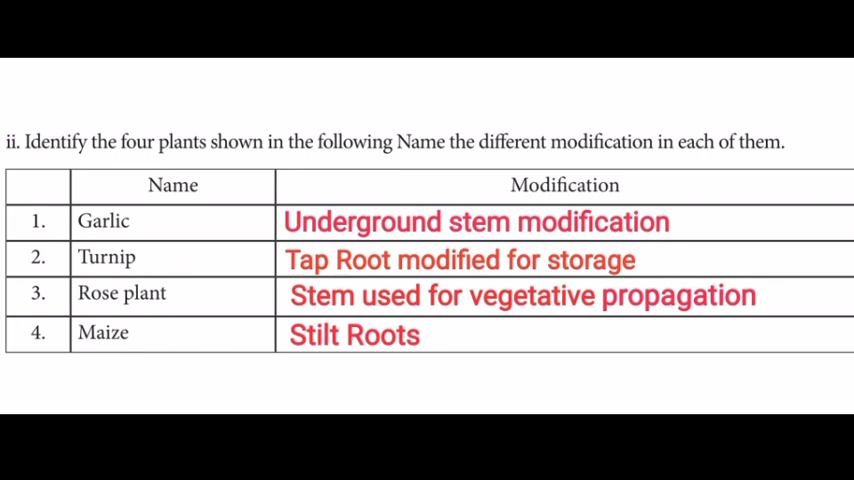 ii. Identify the four plants shown in the following Name the different modification in each of them.
Name Modification
1. Garlic Underground stem modification
2. Turnip Tap Root modified for storage
3. Rose plant Stem used for vegetative propagation
4. Maize Stilt Roots